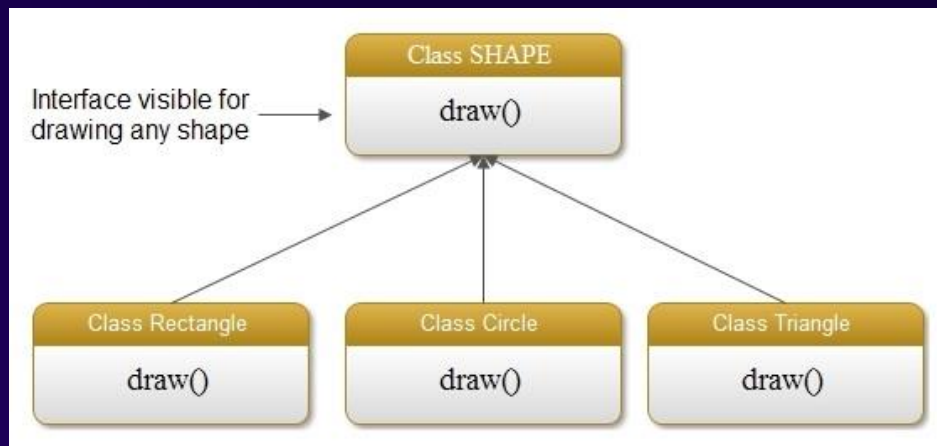 Class SHAPE
draw()
Interface visible for
drawing any shape
Class Rectangle
draw()
Class Circle
draw()
Class Triangle
draw()